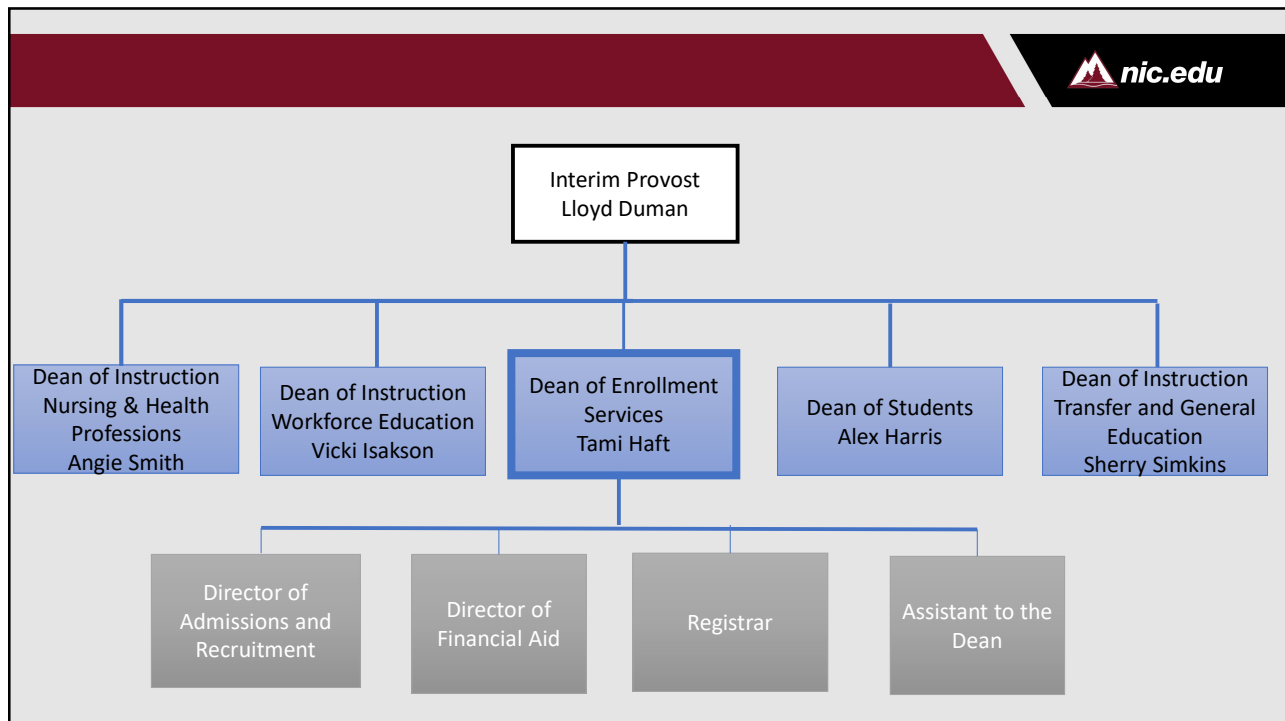 nic.edu
Interim Provost
Lloyd Duman
Dean of Instruction
Nursing & Health
Professions
Angie Smith
Dean of Instruction
Workforce Education
Vicki Isakson
Dean of Enrollment
Services
Tami Haft
Dean of Students
Alex Harris
Dean of Instruction
Transfer and General
Education
Sherry Simkins
Director of
Admissions and
Recruitment
Director of
Financial Aid
Registrar
Assistant to the
Dean